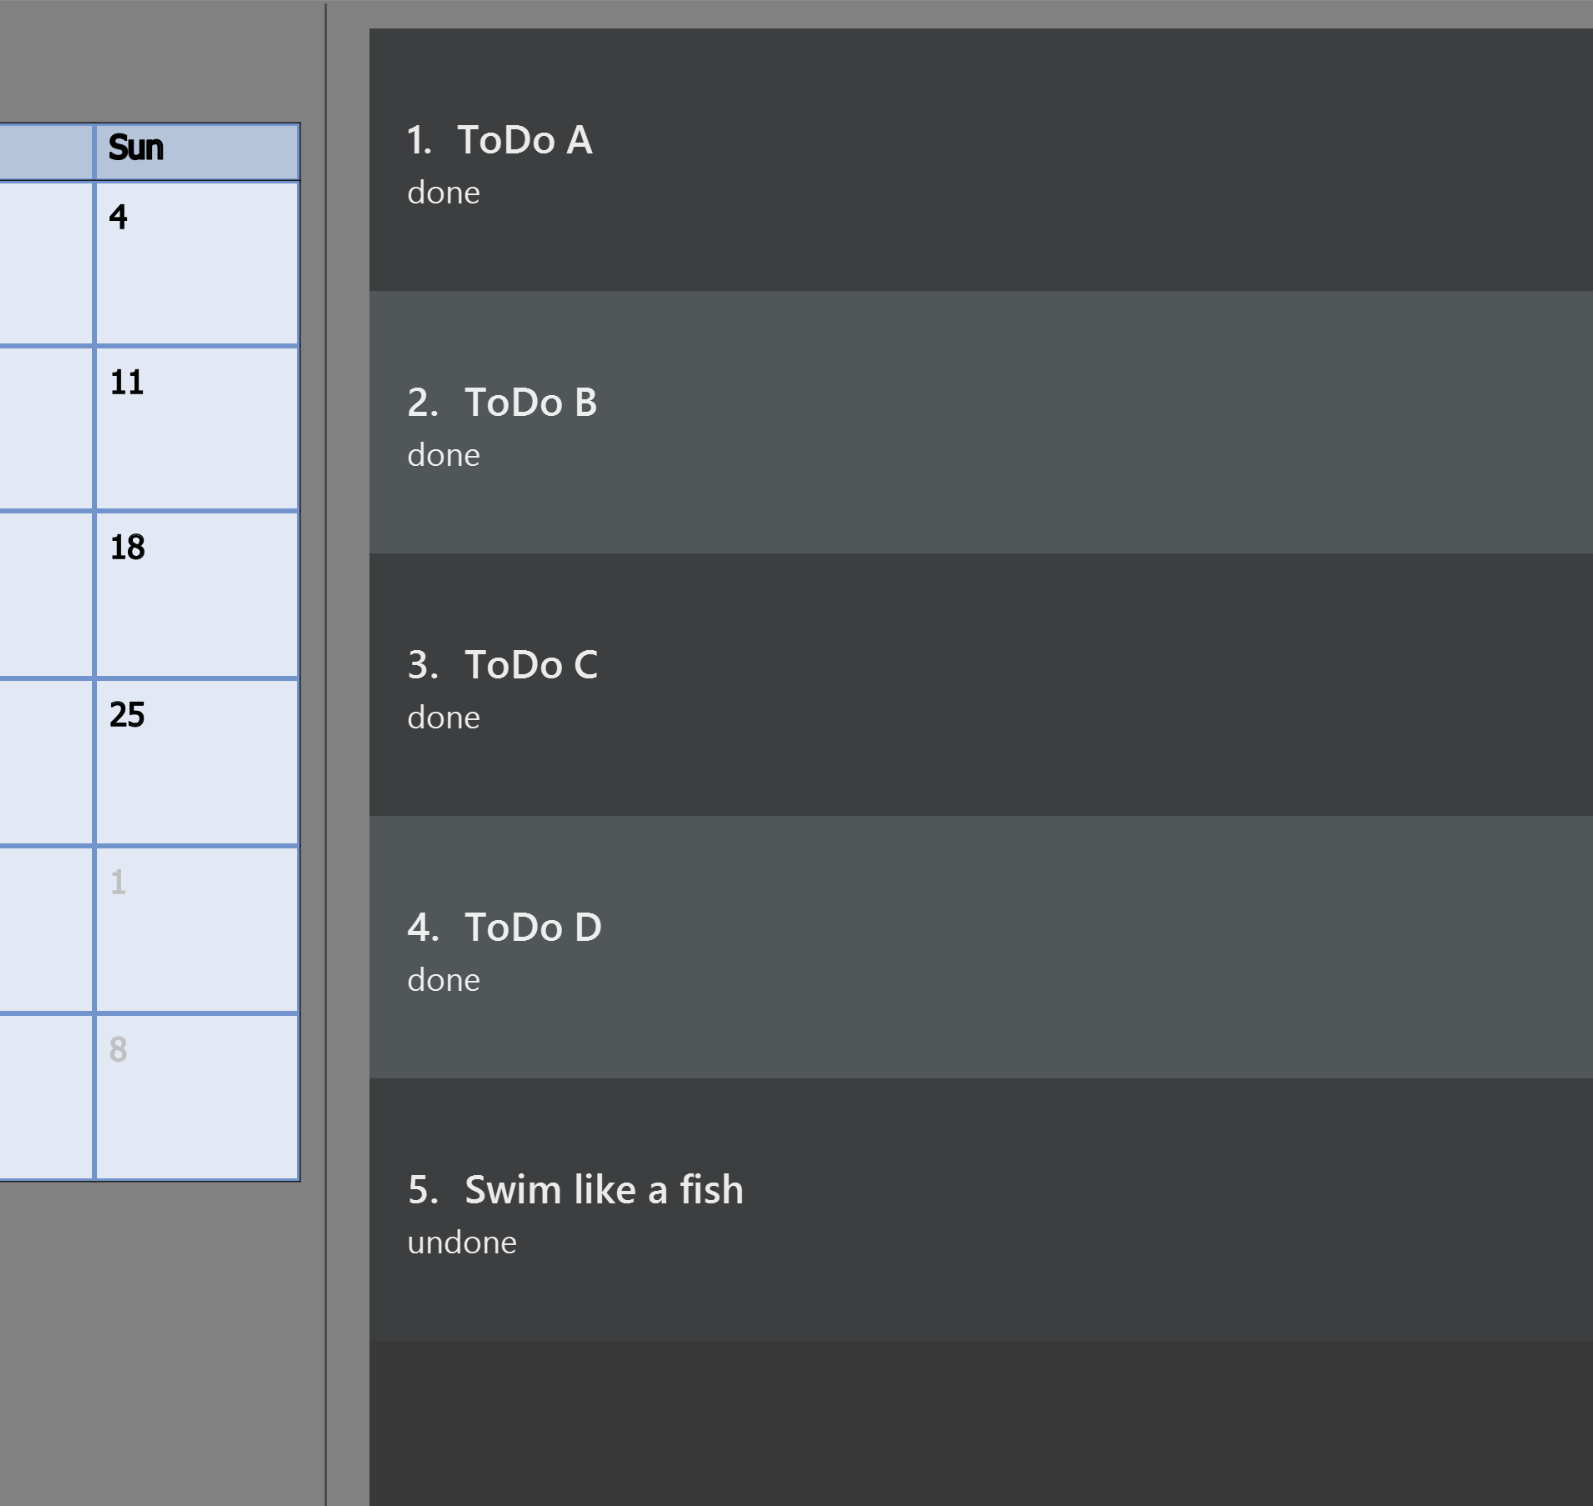 Sun
4
11
18
25
1
8
1. ToDo A
done
2. ToDo B
done
3. ToDo C
done
4. ToDo D
done
5. Swim like a fish
undone